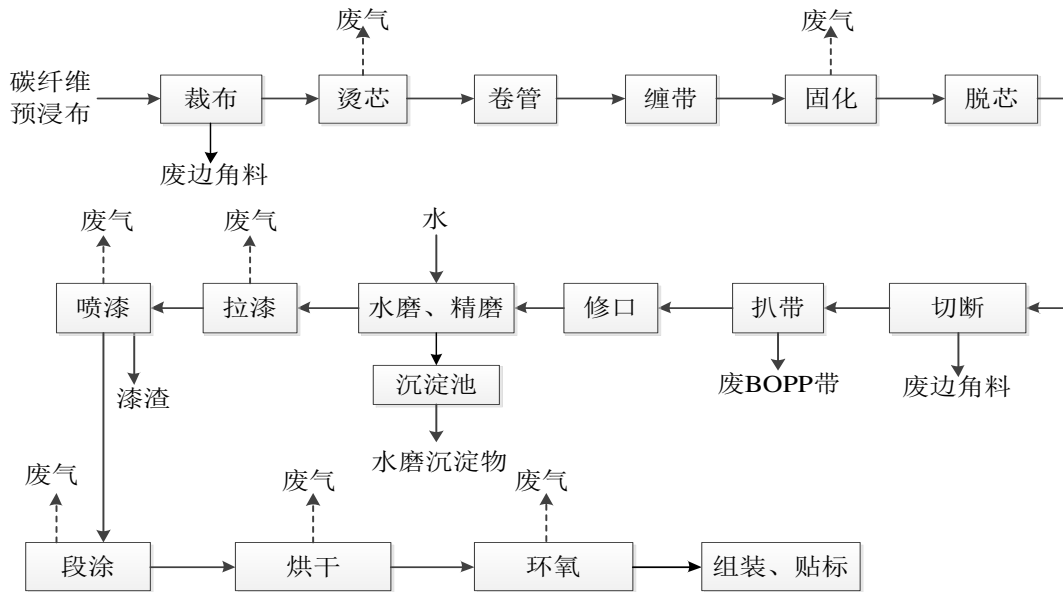 废气
废气
碳纤维
预浸布
裁布
烫芯
卷管
缠带
固化
脱芯
废边角料
废气
废气
水
喷漆
拉漆
水磨、精磨
修口
扒带
切断
漆渣
沉淀池
废BOPP带
废边角料
水磨沉淀物
废气
废气
废气
段涂
烘干
环氧
组装、贴标